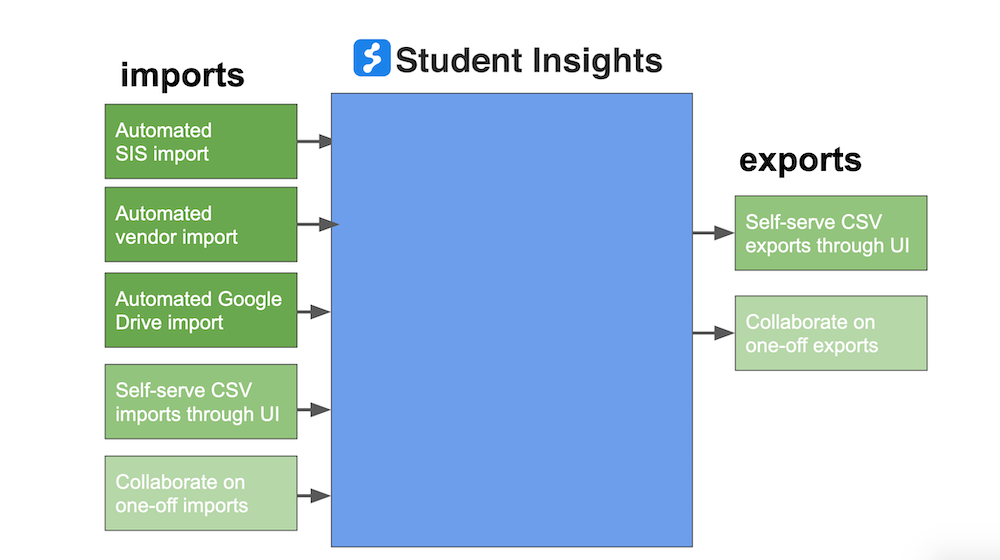 Student Insights
imports
Automated
SIS import
Automated
vendor import
Automated Google
Drive import
Self-serve CSV
imports through UI
Collaborate on
one-off imports
exports
Self-serve CSV
exports through UI
Collaborate on
one-off exports